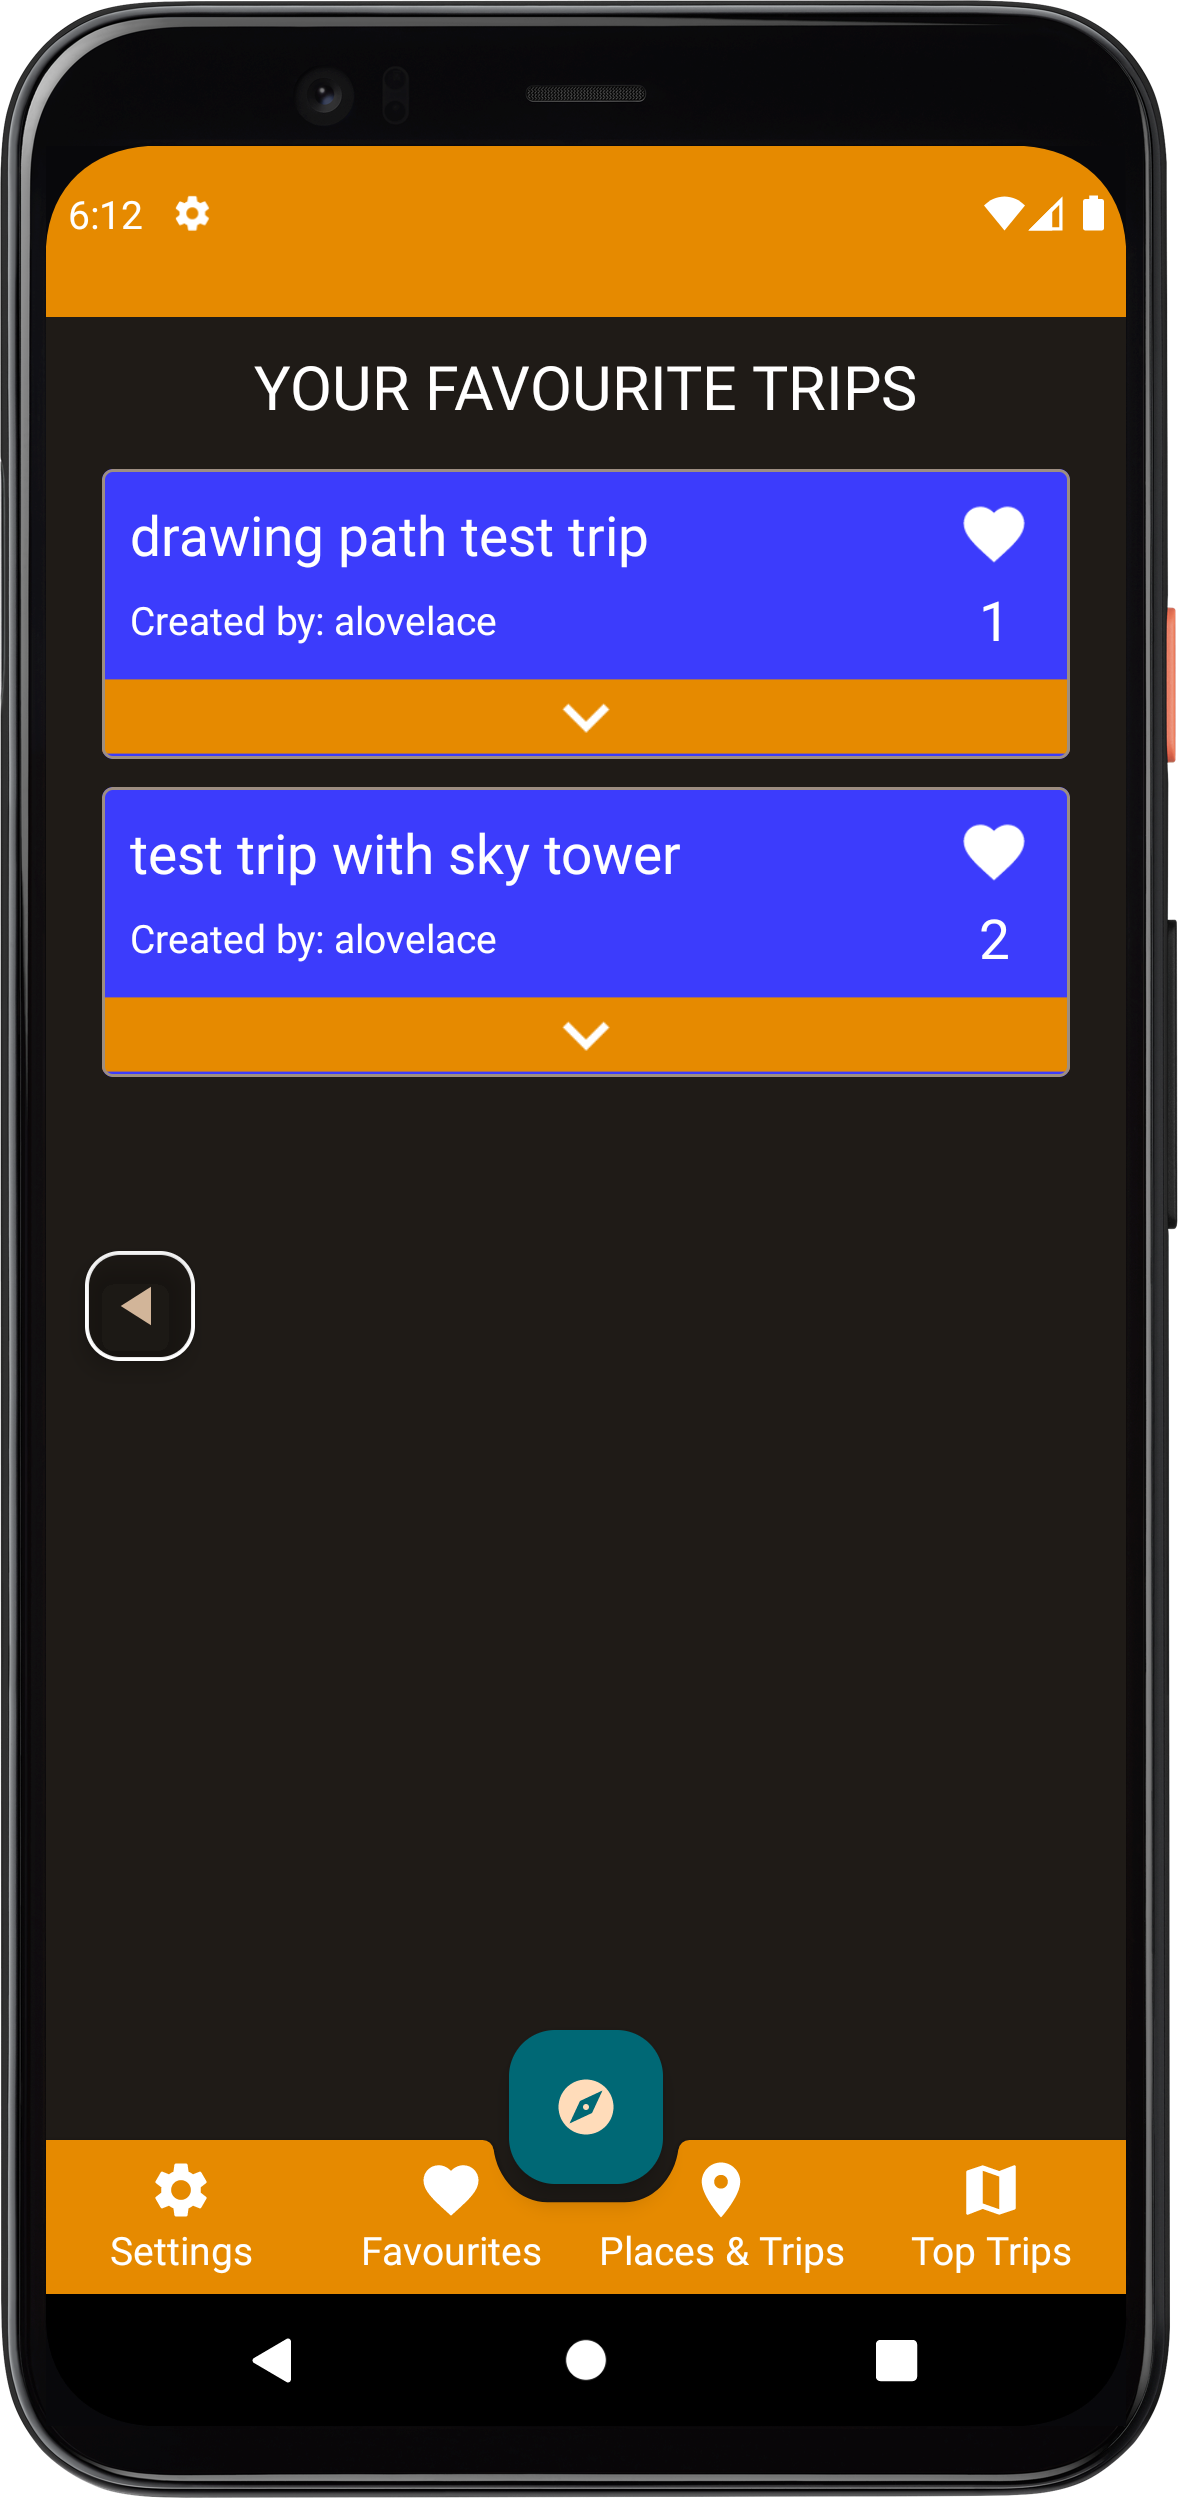 6:12
YOUR FAVOURITE TRIPS
drawing path test trip
Created by: alovelace
1
test trip with sky tower
Created by: alovelace
2
Settings
Favourites
Places & Trips
Top Trips